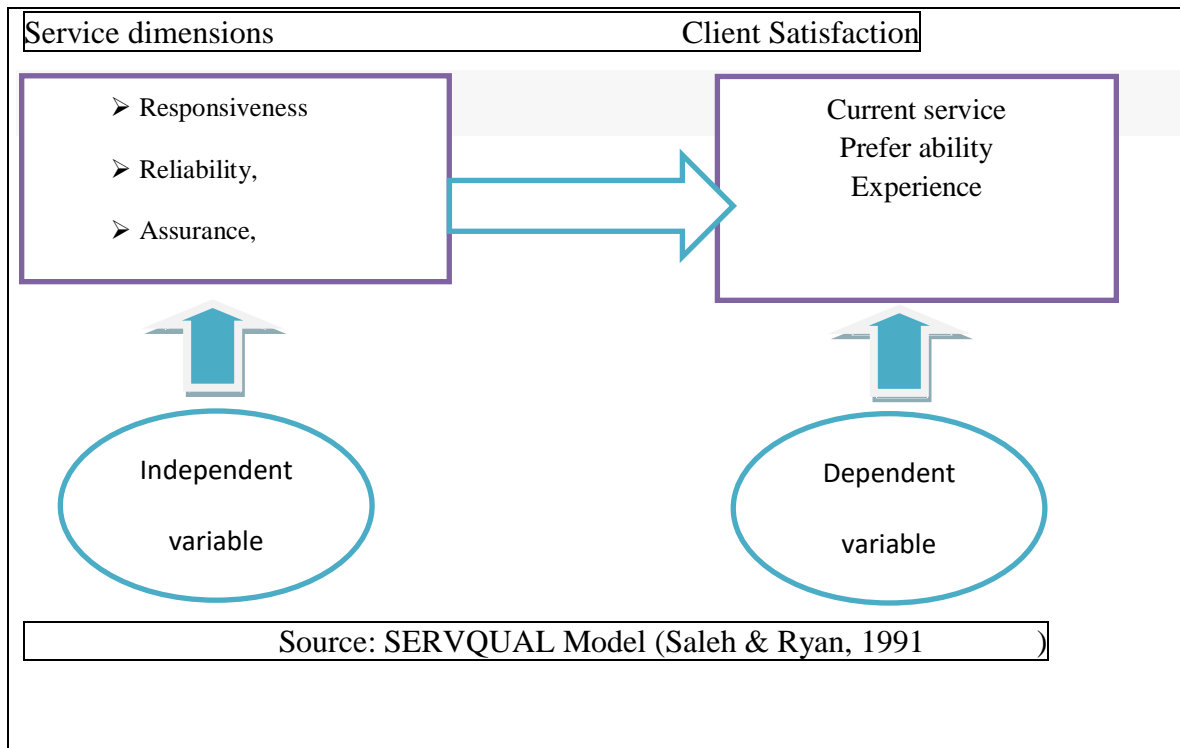 Service dimensions Client Satisfaction
➢ Responsiveness
➢ Reliability,
➢ Assurance,
Current service
Prefer ability
Experience
Independent
variable
Dependent
variable
Source: SERVQUAL Model (Saleh & Ryan, 1991 )